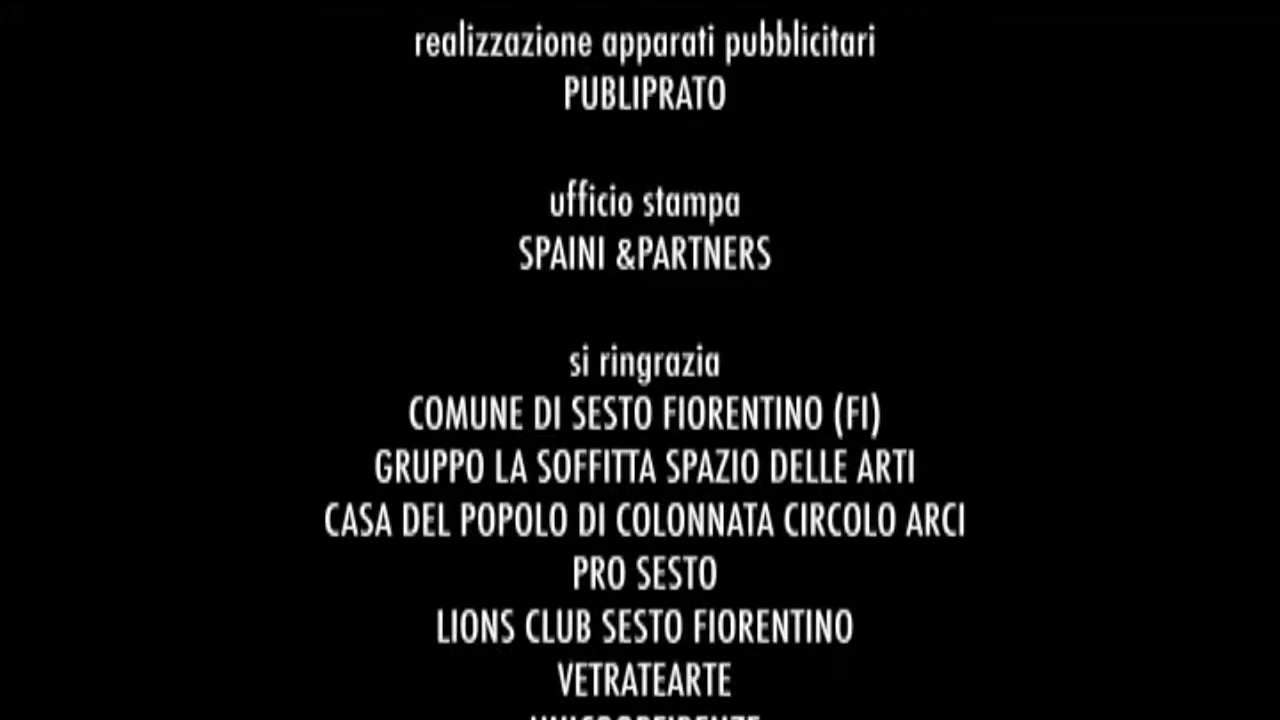 realizzazione apparati pubblicitari
PUBLIPRATO
ufficio stampa
SPAINI &PARTNERS
si ringrazia
COMUNE DI SESTO FIORENTINO (FI)
GRUPPO LA SOFFITTA SPAZIO DELLE ARTI
CASA DEL POPOLO DI COLONNATA CIRCOLO ARCI
PRO SESTO
LIONS CLUB SESTO FIORENTINO
VETRATEARTE